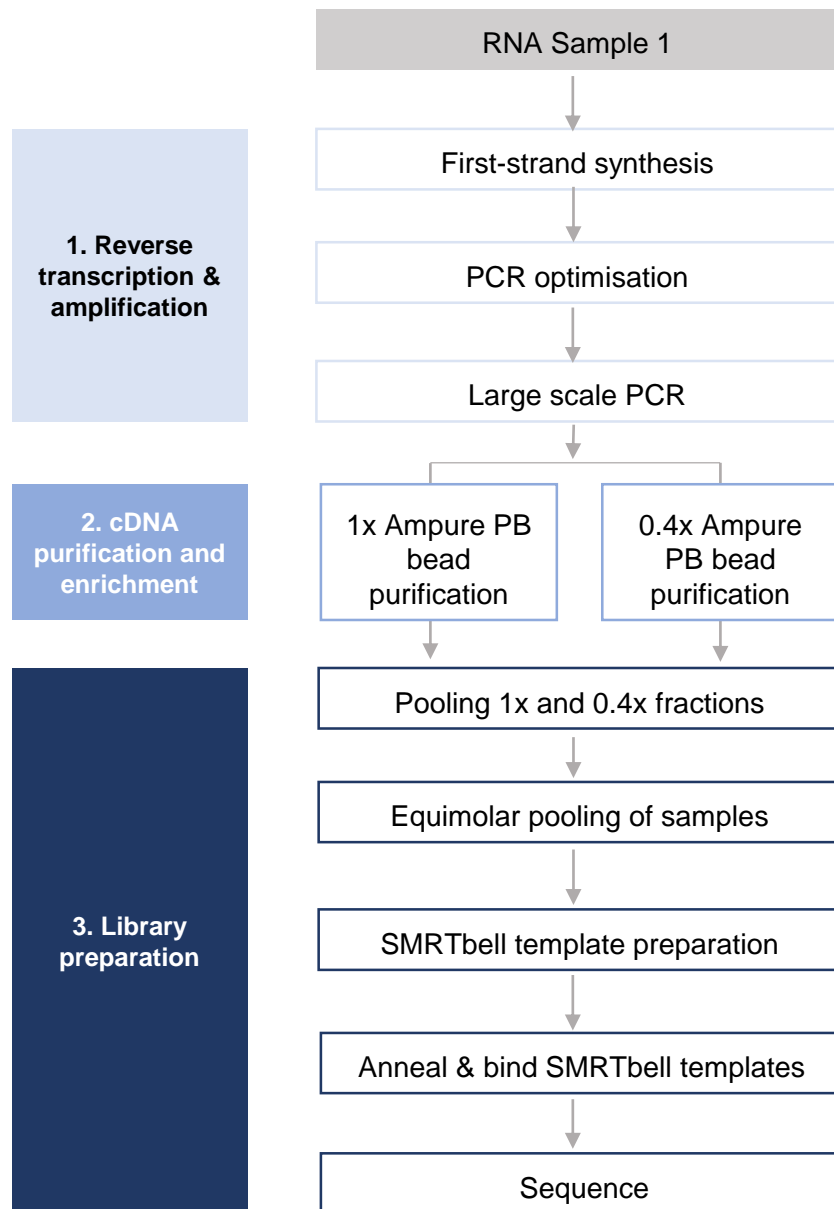 RNA Sample 1
1. Reverse
transcription &
amplification
First-strand synthesis
PCR optimisation
Large scale PCR
2. cDNA
purification and
enrichment
1x Ampure PB
bead
purification
0.4x Ampure
PB bead
purification
3. Library
preparation
Pooling 1x and 0.4x fractions
Equimolar pooling of samples
SMRTbell template preparation
Anneal & bind SMRTbell templates
Sequence